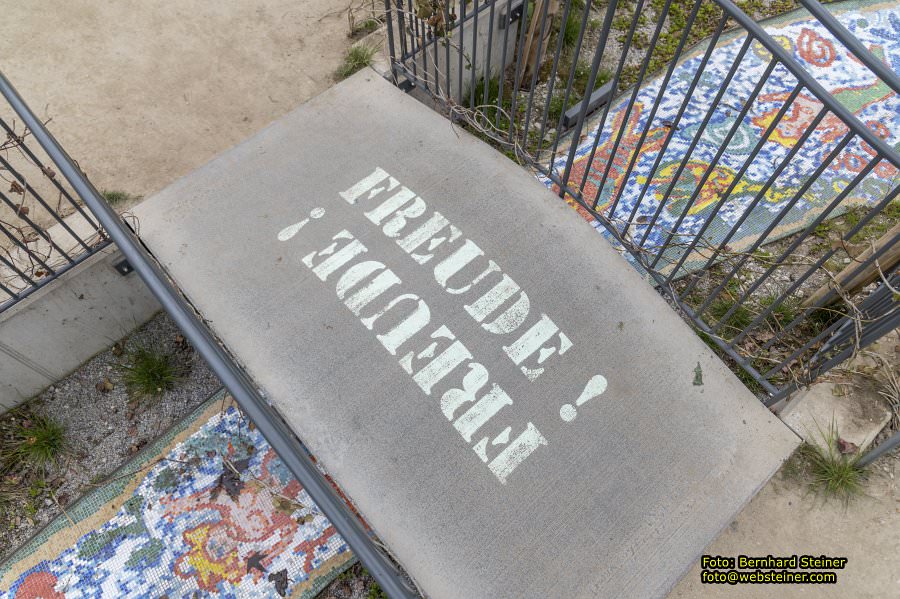 FREUDE!
FREUDE!
Foto: Bernhard Steiner
foto@websteiner.com